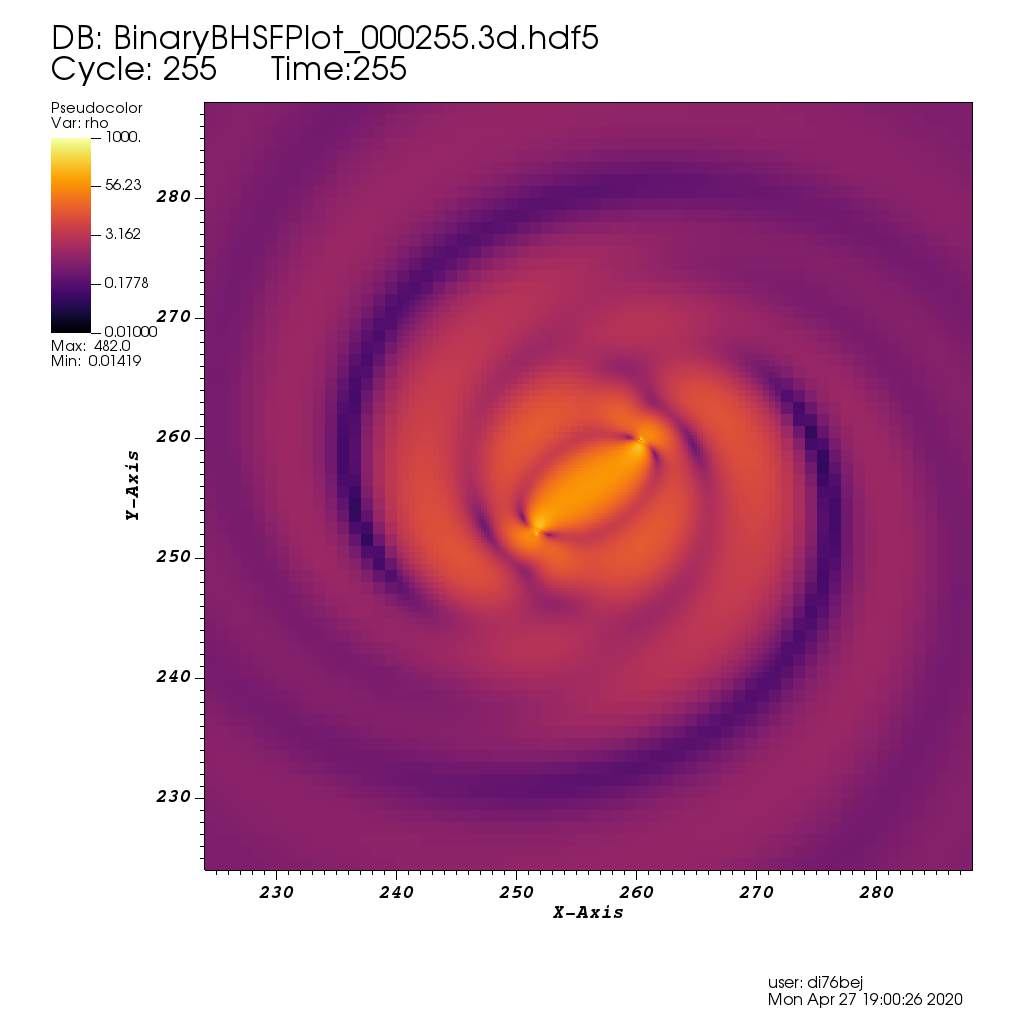 DB: BinaryBHSFPlot_000255.3d.hdf5
Cycle: 255 Time:255
Pseudocolor
Var: rho
1000.
56.23
3.162
0.1778
0.01000
Max: 482.0
Min: 0.01419
280
270
260
250
240
230
Y-Axis
230 240 250 260 270 280
X-Axis
user: di76bej
Mon Apr 27 19:00:26 2020